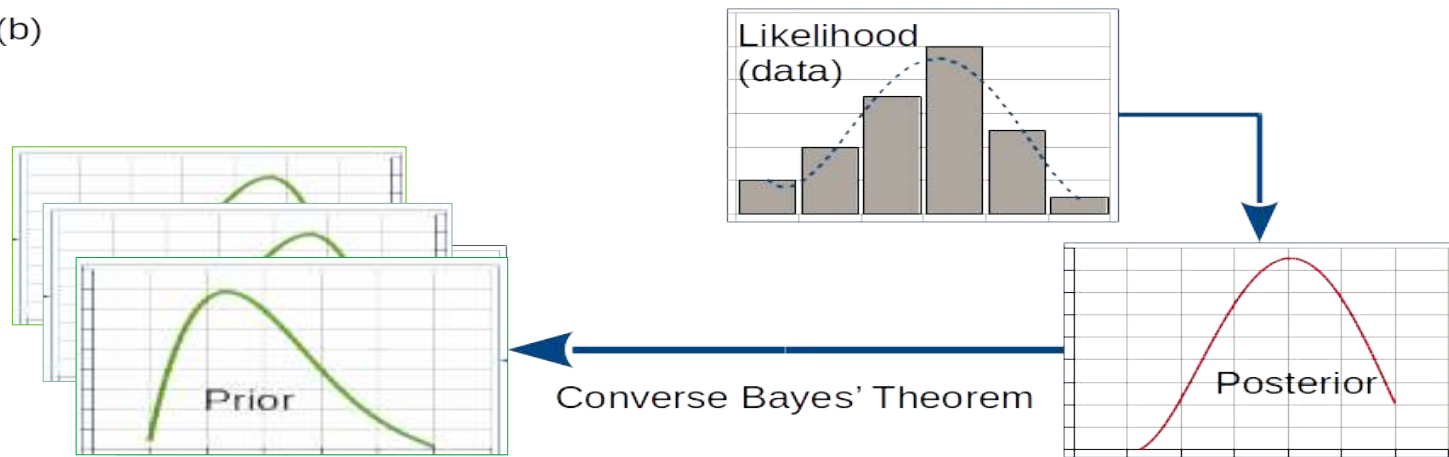 (b)
Likelihood
(data)
Prior
Converse Bayes’ Theorem
Posterior